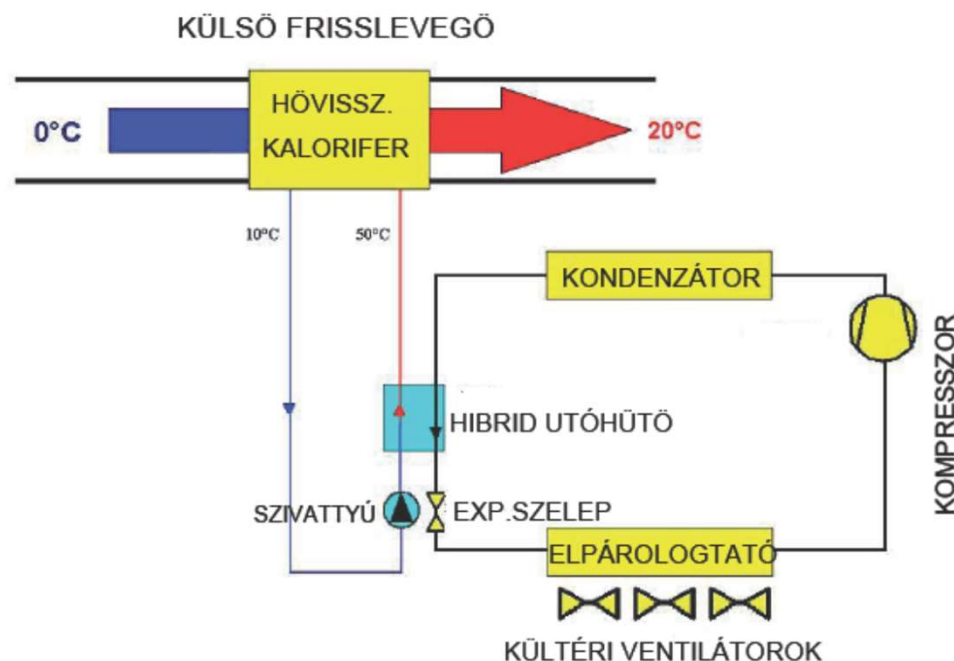 KÜLSÖ FRISSLEVEGÖ
HÖVISSZ.
KALORIFER
0°C
20°C
10°C
50°C
KONDENZÁTOR
KOMPRESSZOR
HIBRID UTÓHÜTÖ
SZIVATTYÚ
EXP.SZELEP
ELPÁROLOGTATÓ
KÜLTÉRI VENTILÁTOROK